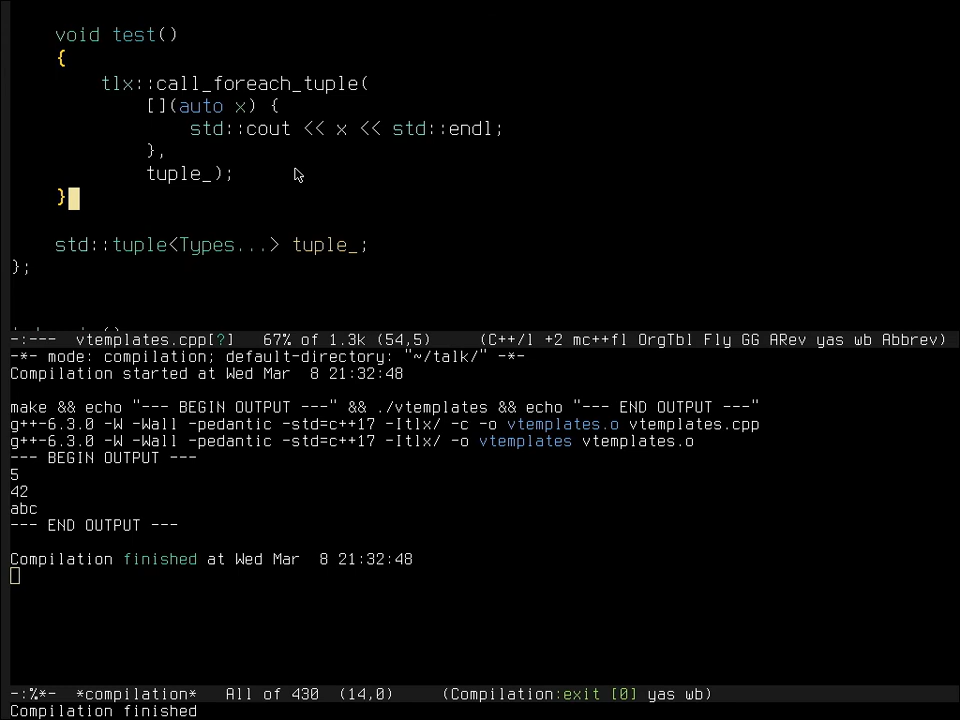 void test()
{
tlx::call_foreach_tuple(
[](auto x) {
std::cout << x << std::endl;
},
tuple_);
}
std::tuple<Types...> tuple_;
};
-:--- vtemplates.cpp[?] 67% of 1.3k (54,5) (C++/l +2 mc++fl OrgTbl Fly GG ARev yas wb Abbrev)
-*- mode: compilation; default-directory: "~/talk/" -*-
Compilation started at Wed Mar 8 21:32:48
make && echo "--- BEGIN OUTPUT ---" && ./vtemplates && echo "--- END OUTPUT ---"
g++-6.3.0 -W -Wall -pedantic -std=c++17 -Itlx/ -c -o vtemplates.o vtemplates.cpp
g++-6.3.0 -W -Wall -pedantic -std=c++17 -Itlx/ -o vtemplates vtemplates.o
--- BEGIN OUTPUT ---
5
42
abc
--- END OUTPUT ---
Compilation finished at Wed Mar 8 21:32:48
-:%*- *compilation* All of 430 (14,0) (Compilation:exit [0] yas wb)
Compilation finished